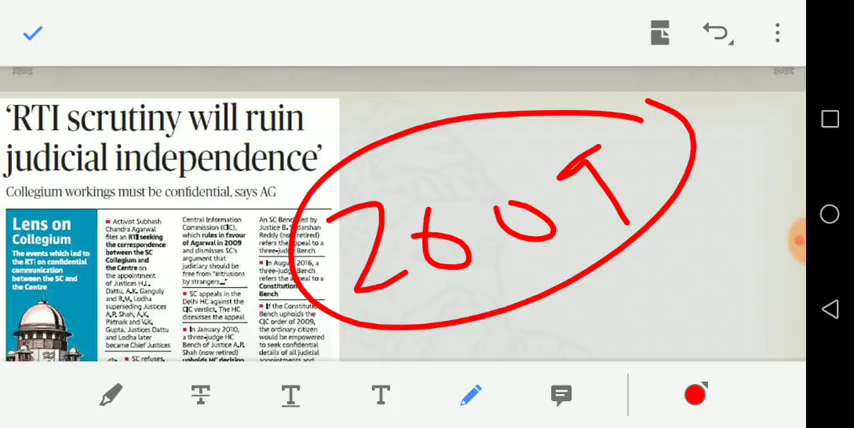 ‘RTI scrutiny will ruin
judicial independence’
Collegium workings must be confidential, says AG
Lens on
Collegium
The events which led to
the RTI on confidential
communication
between the SC and
the Centre
Activist Subhash
Chandra Agarwal
files an RTI seeking
the correspondence
between the SC
Collegium and
the Centre on
the appointment
of Justices H.L.
Dattu, A.K. Ganguly
and R.M. Lodha
superseding Justices
A.P. Shah, A.K.
Patnaik and V.K.
Gupta, Justices Dattu
and Lodha later
became Chief Justices
SC refuses,
Central Information
Commission (CIC),
which rules in favour
of Agarwal in 2009
and dismisses SC's
argument that
judiciary should be
free from "intrusions
by strangers..."
SC appeals in the
Delhi HC against the
CIC verdict. The HC
dismisses the appeal
In January 2010,
a three-judge HC
Bench of Justice A.P.
Shah (now retired)
upholds HC decision
An SC Bench led by
Justice B. Sudarshan
Reddy (now retired)
refers the appeal to a
three-judge Bench
In August 2016, a
three-judge Bench
refers the appeal to a
Constitution
Bench
If the Constitution
Bench upholds the
CIC order of 2009,
the ordinary citizen
would be empowered
to seek confidential
details of all judicial
appointments and
2009